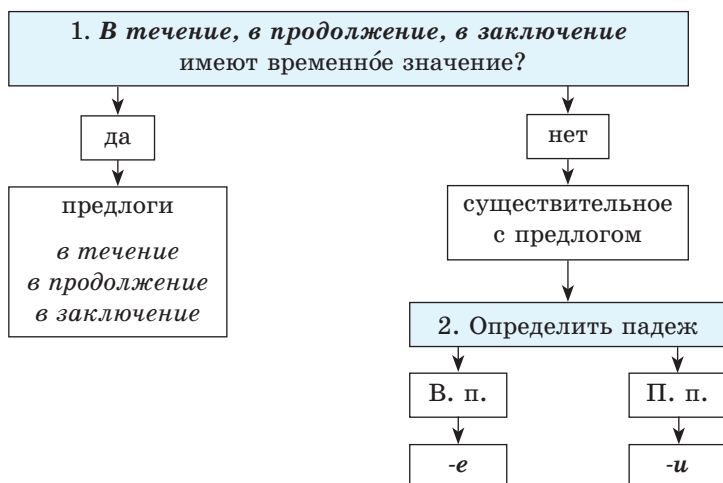 1. В течение, в продолжение, в заключение
имеют временно́е значение?
да
нет
предлоги
в течение
в продолжение
в заключение
существительное
с предлогом
2. Определить падеж
В. п.
П. п.
-е
-и